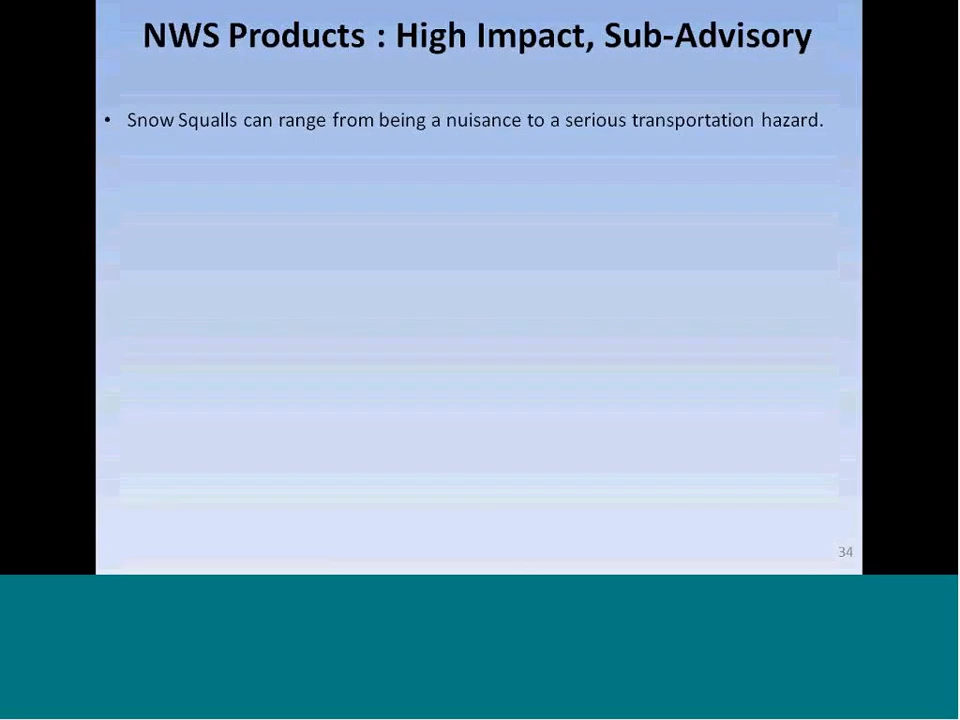 NWS Products : High Impact, Sub-Advisory
• Snow Squalls can range from being a nuisance to a serious transportation hazard.
34